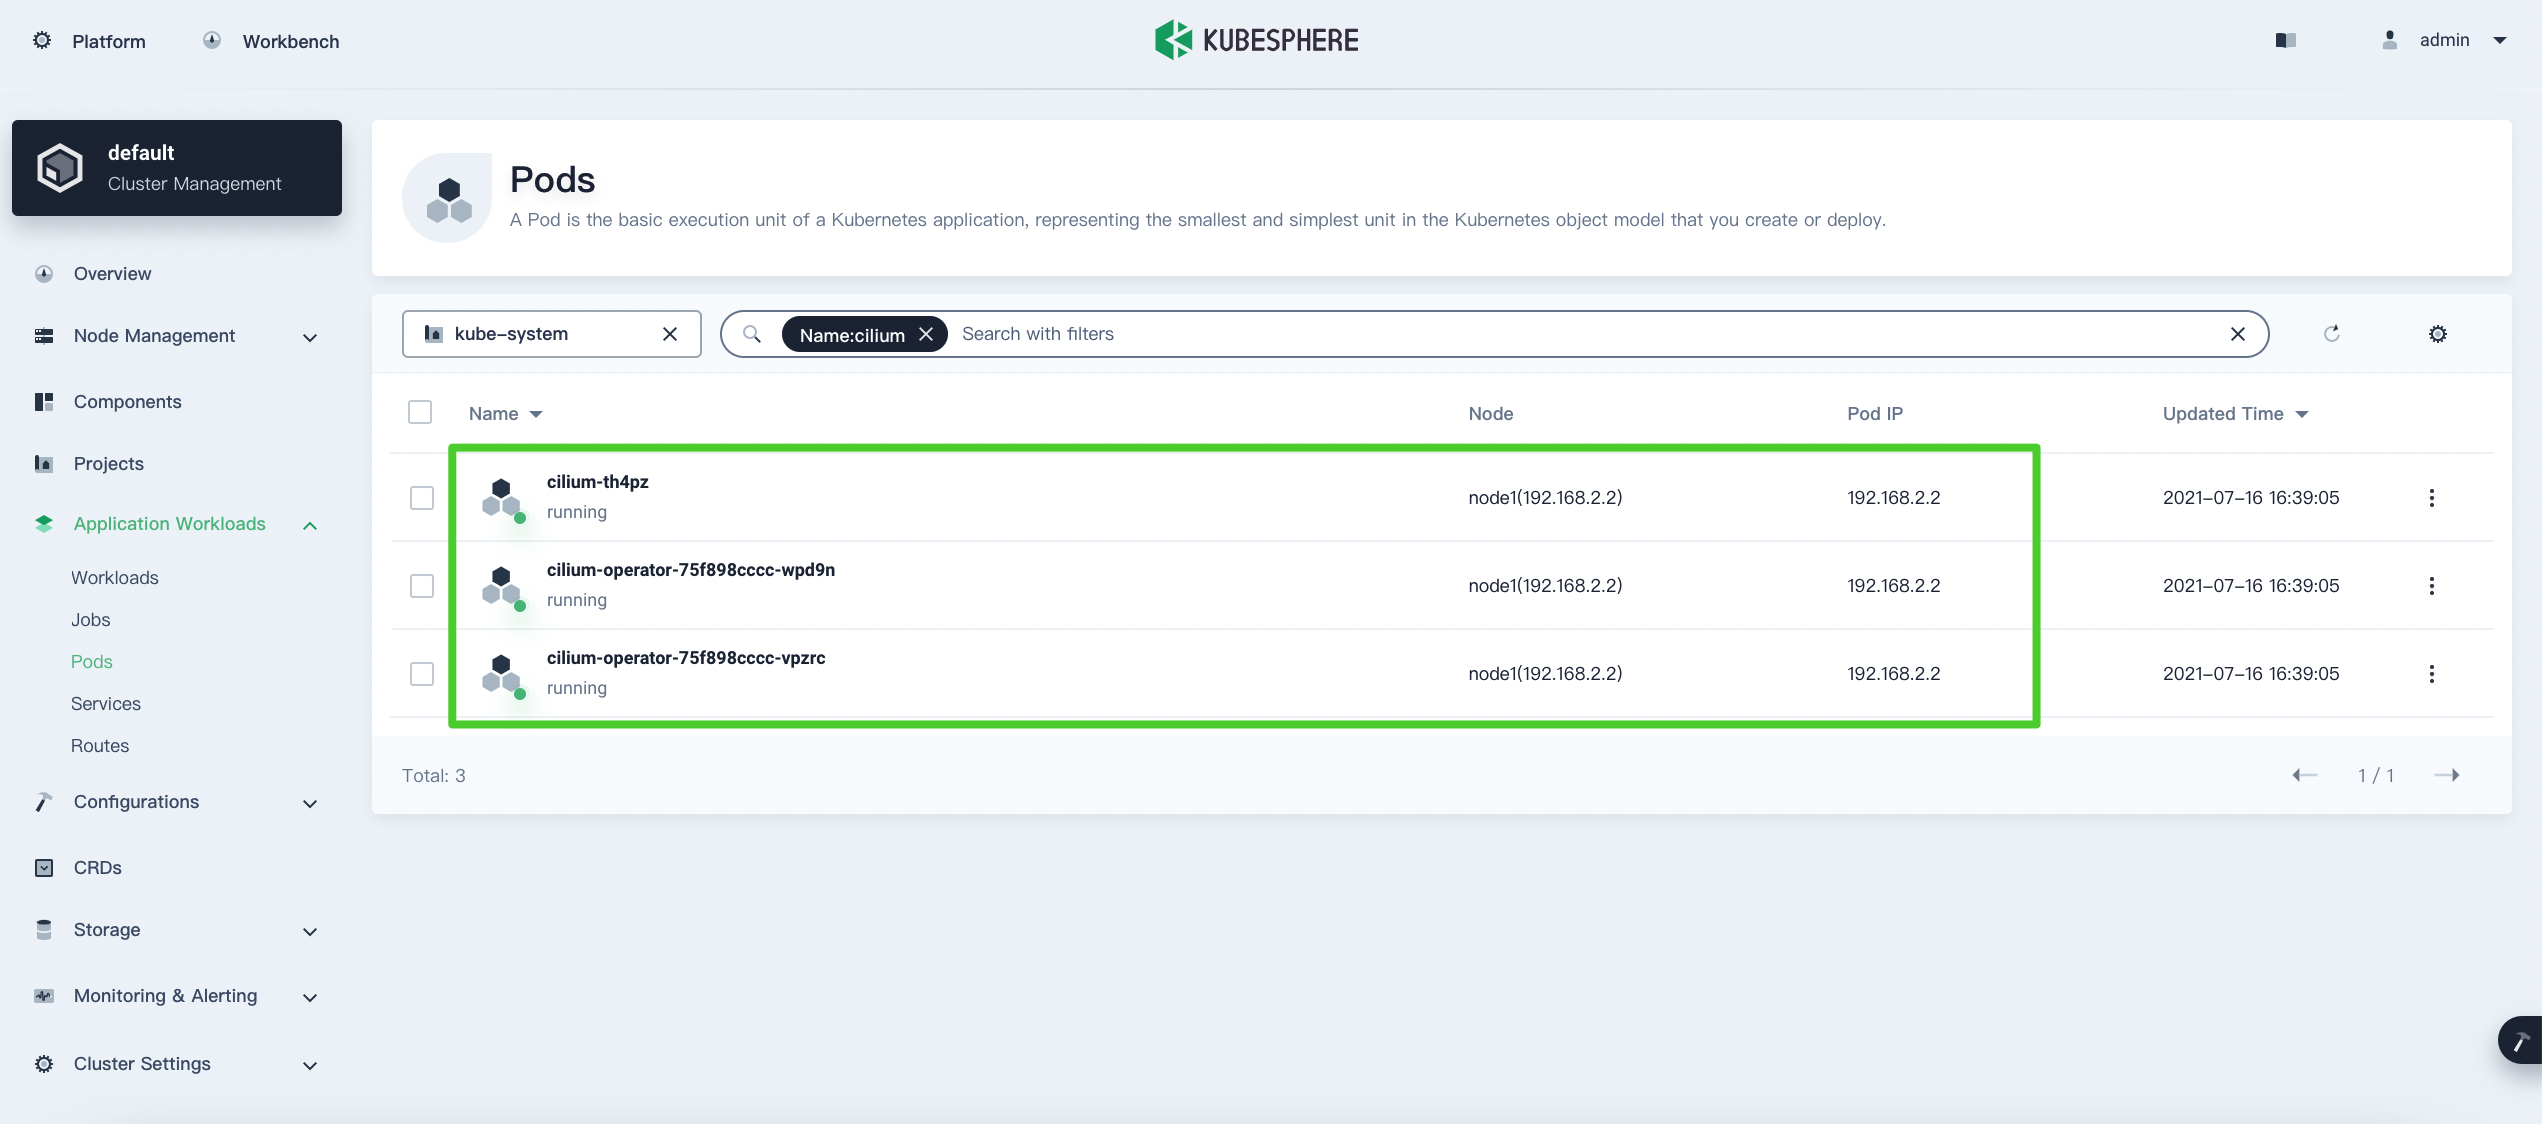 Platform
Workbench
KUBESPHERE
admin
default
Cluster Management
Overview
Node Management
Components
Projects
Application Workloads
Workloads
Jobs
Pods
Services
Routes
Configurations
CRDs
Storage
Monitoring & Alerting
Cluster Settings
Pods
A Pod is the basic execution unit of a Kubernetes application, representing the smallest and simplest unit in the Kubernetes object model that you create or deploy.
kube-system
Name:cilium Search with filters
Name Node Pod IP Updated Time
cilium-th4pz
running
node1(192.168.2.2) 192.168.2.2 2021-07-16 16:39:05
cilium-operator-75f898cccc-wpd9n
running
node1(192.168.2.2) 192.168.2.2 2021-07-16 16:39:05
cilium-operator-75f898cccc-vpzrc
running
node1(192.168.2.2) 192.168.2.2 2021-07-16 16:39:05
Total: 3
1 / 1